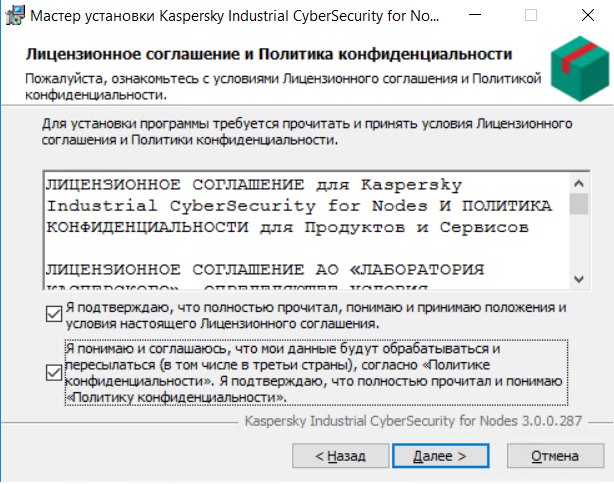 Мастер установки Kaspersky Industrial CyberSecurity for No...
Лицензионное соглашение и Политика конфиденциальности
Пожалуйста, ознакомьтесь с условиями Лицензионного соглашения и Политикой
конфиденциальности.
Для установки программы требуется прочитать и принять условия Лицензионного
соглашения и Политики конфиденциальности.
ЛИЦЕНЗИОННОЕ СОГЛАШЕНИЕ для Kaspersky
Industrial CyberSecurity for Nodes И ПОЛИТИКА
КОНФИДЕНЦИАЛЬНОСТИ для Продуктов и Сервисов
ЛИЦЕНЗИОННОЕ СОГЛАШЕНИЕ АО «ЛАБОРАТОРИЯ
КАСПЕРСКОГО», ОПРЕДЕЛЯЮЩЕЕ УСЛОВИЯ
Я подтверждаю, что полностью прочитал, понимаю и принимаю положения и
условия настоящего Лицензионного соглашения.
Я понимаю и соглашаюсь, что мои данные будут обрабатываться и
пересылаться (в том числе в третьи страны), согласно «Политике
конфиденциальности». Я подтверждаю, что полностью прочитал и понимаю
«Политику конфиденциальности».
Kaspersky Industrial CyberSecurity for Nodes 3.0.0.287
< Назад
Далее >
Отмена